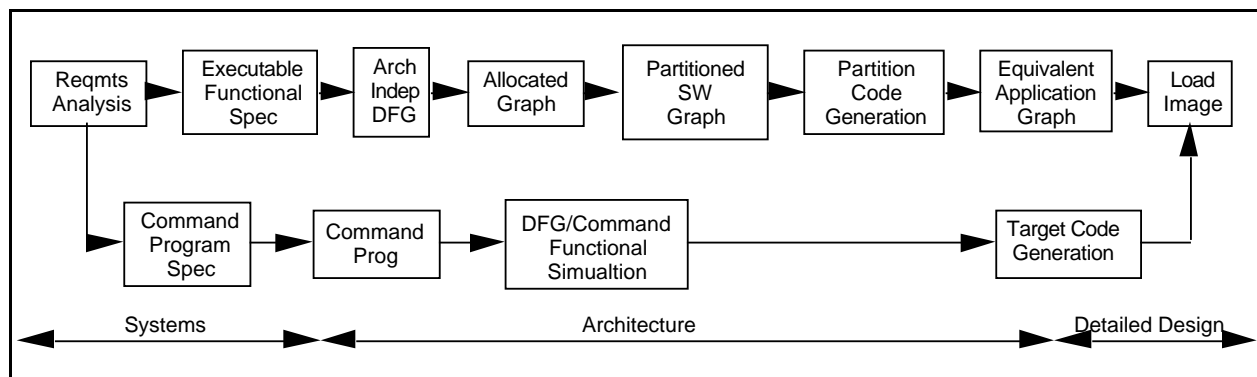 Reqmts
Analysis
Executable
Functional
Spec
Arch
Indep
DFG
Allocated
Graph
Partitioned
SW
Graph
Partition
Code
Generation
Equivalent
Application
Graph
Load
Image
Command
Program
Spec
Command
Prog
DFG/Command
Functional
Simualtion
Target Code
Generation
Systems
Architecture
Detailed Design